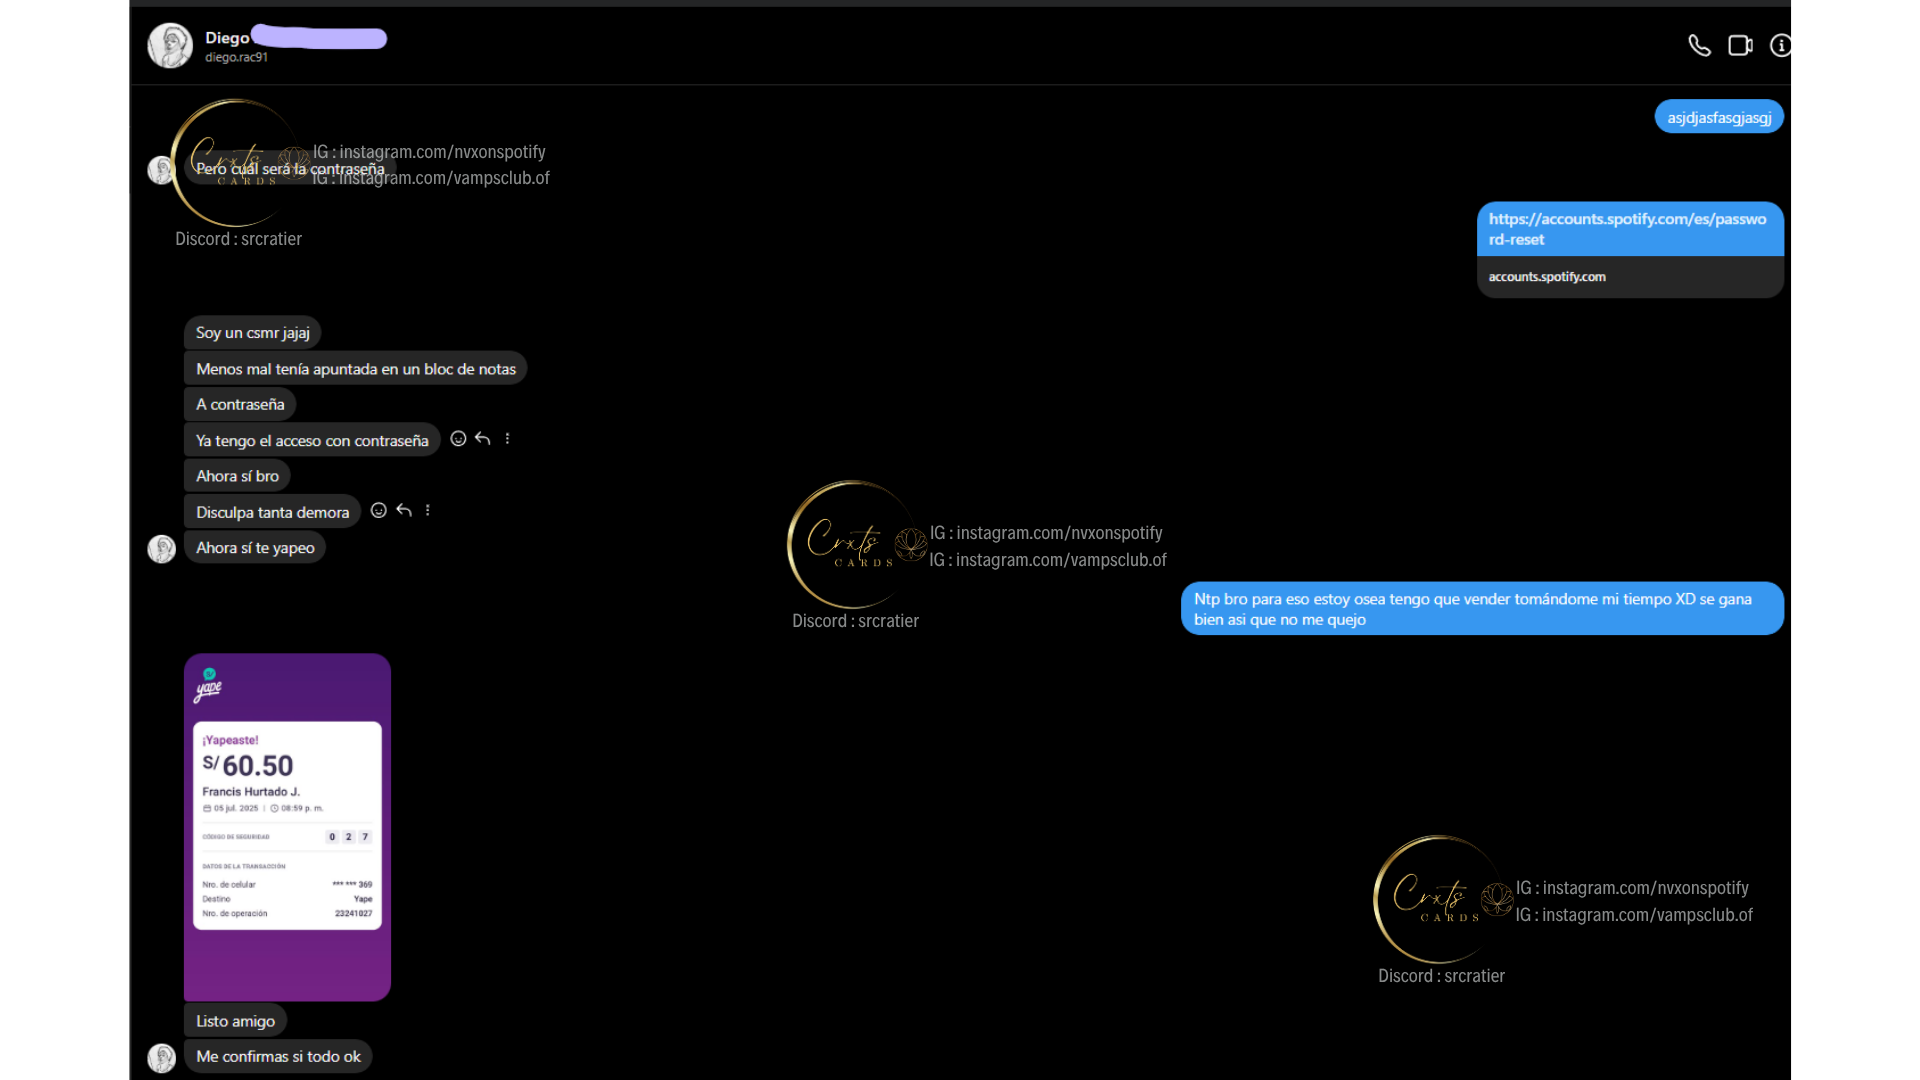 Diego
diego.rac91
asjdjasfasgjasgj
Crxts
CARDS
IG : instagram.com/nvxonspotify
IG : instagram.com/vampsclub.of
Discord : srcratier
Pero cuál será la contraseña
https://accounts.spotify.com/es/passwo
rd-reset
accounts.spotify.com
Soy un csmr jajaj
Menos mal tenía apuntada en un bloc de notas
A contraseña
Ya tengo el acceso con contraseña
Ahora sí bro
Disculpa tanta demora
Ahora sí te yapeo
Crxts
CARDS
IG : instagram.com/nvxonspotify
IG : instagram.com/vampsclub.of
Discord : srcratier
Ntp bro para eso estoy osea tengo que vender tomándome mi tiempo XD se gana
bien asi que no me quejo
yape
¡Yapeaste!
S/ 60.50
Francis Hurtado J.
05 jul. 2025 | 08:59 p. m.
CÓDIGO DE SEGURIDAD 0 2 7
DATOS DE LA TRANSACCIÓN
Nro. de celular *** *** 369
Destino Yape
Nro. de operación 23241027
Crxts
CARDS
IG : instagram.com/nvxonspotify
IG : instagram.com/vampsclub.of
Discord : srcratier
Listo amigo
Me confirmas si todo ok